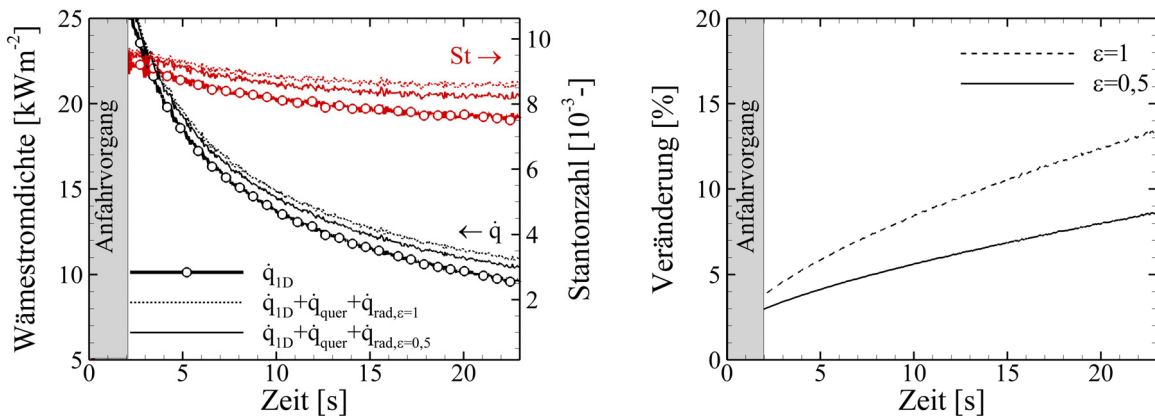 Wämestromdichte [kWm⁻²]
25
20
15
10
5
Anfahrvorgang
St →
← q̇
q̇1D
q̇1D+q̇quer+q̇rad,ε=1
q̇1D+q̇quer+q̇rad,ε=0,5
10
8
6
4
2
Stantonzahl [10⁻³-]
0 5 10 15 20
Zeit [s]
Veränderung [%]
20
15
10
5
0
Anfahrvorgang
ε=1
ε=0,5
0 5 10 15 20
Zeit [s]